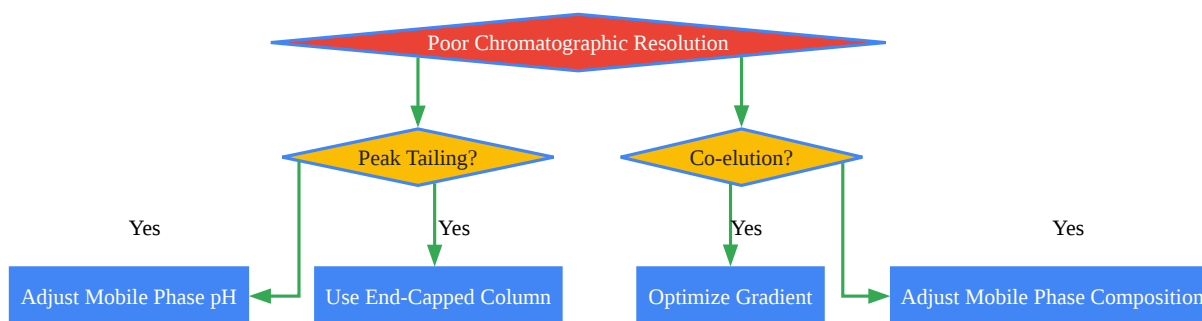 Poor Chromatographic Resolution
Peak Tailing?
Co-elution?
Yes
Yes
Yes
Yes
Adjust Mobile Phase pH
Use End-Capped Column
Optimize Gradient
Adjust Mobile Phase Composition